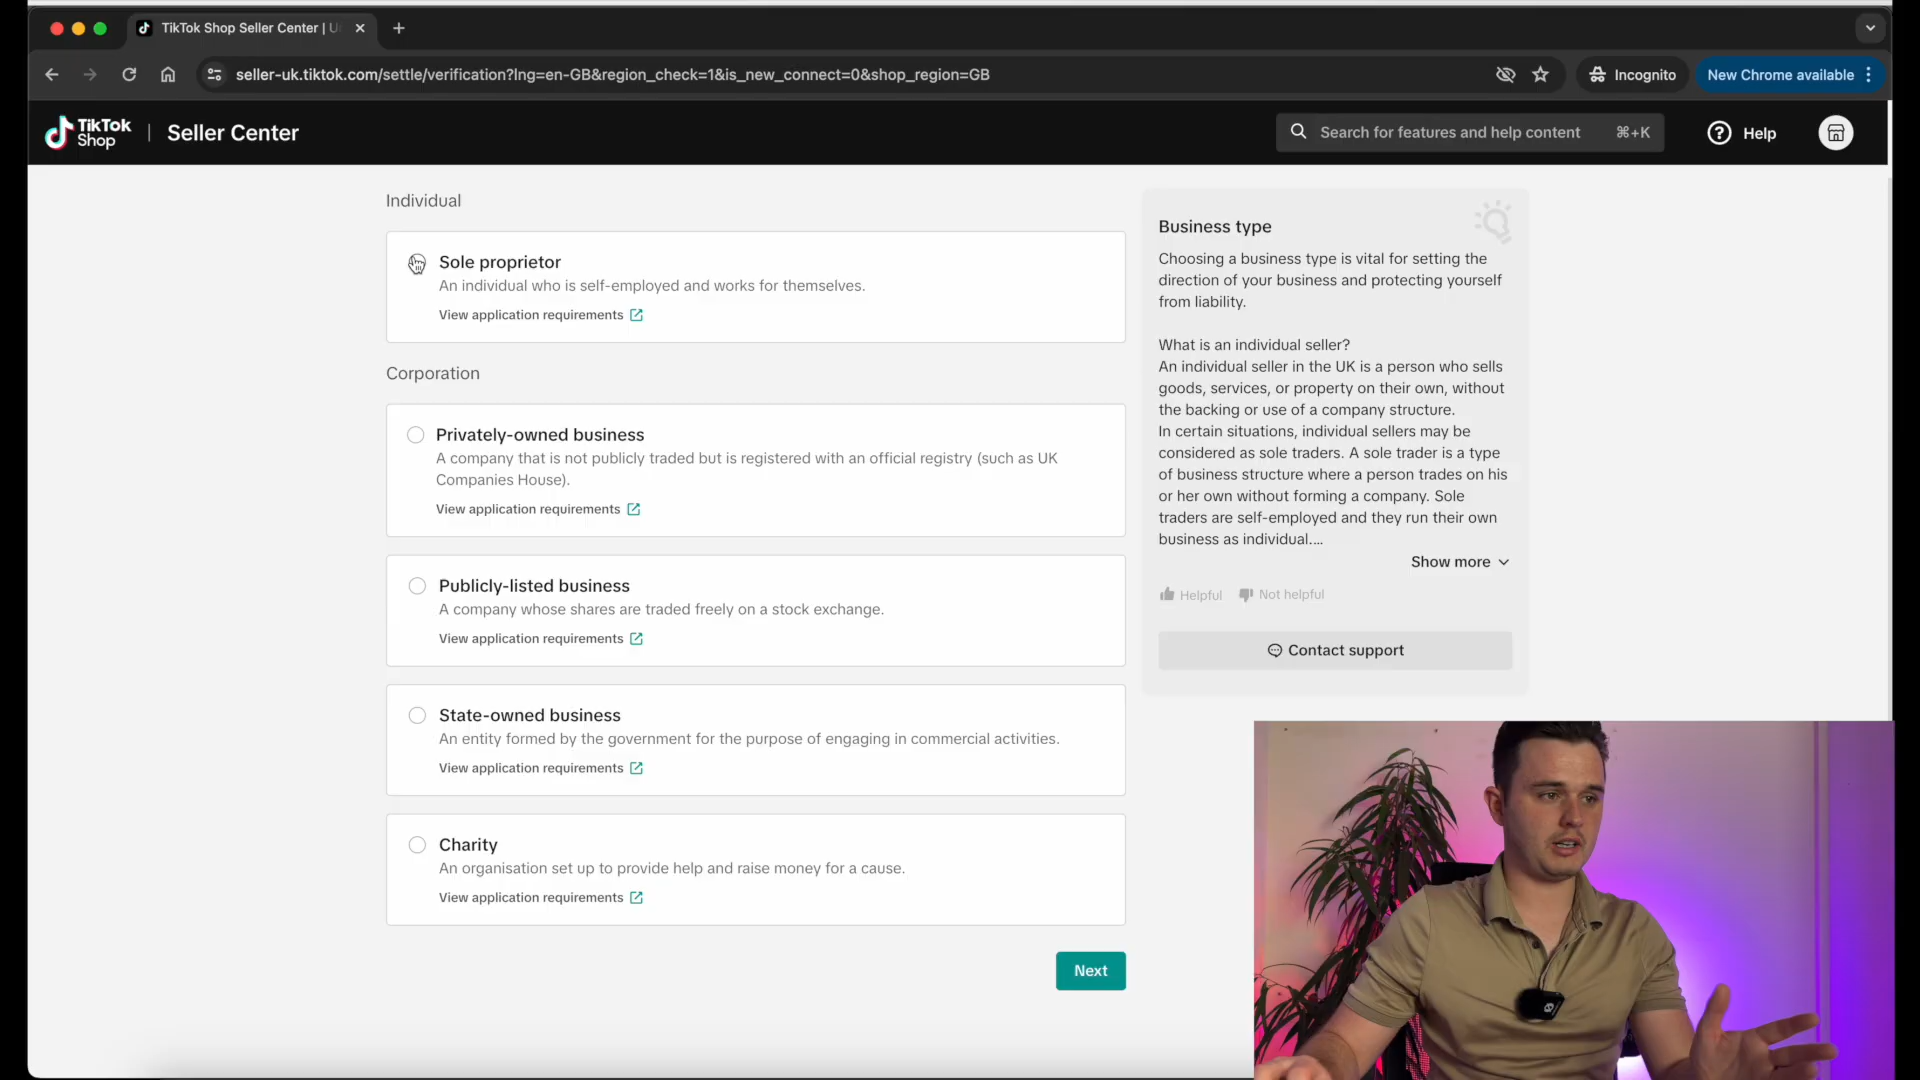 TikTok Shop Seller Center | U
seller-uk.tiktok.com/settle/verification?lng=en-GB&region_check=1&is_new_connect=0&shop_region=GB
Incognito
New Chrome available
TikTok
Shop
Seller Center
Search for features and help content
⌘+K
Help
Individual
Sole proprietor
An individual who is self-employed and works for themselves.
View application requirements
Corporation
Privately-owned business
A company that is not publicly traded but is registered with an official registry (such as UK
Companies House).
View application requirements
Publicly-listed business
A company whose shares are traded freely on a stock exchange.
View application requirements
State-owned business
An entity formed by the government for the purpose of engaging in commercial activities.
View application requirements
Charity
An organisation set up to provide help and raise money for a cause.
View application requirements
Next
Business type
Choosing a business type is vital for setting the
direction of your business and protecting yourself
from liability.
What is an individual seller?
An individual seller in the UK is a person who sells
goods, services, or property on their own, without
the backing or use of a company structure.
In certain situations, individual sellers may be
considered as sole traders. A sole trader is a type
of business structure where a person trades on his
or her own without forming a company. Sole
traders are self-employed and they run their own
business as individual....
Show more
Helpful
Not helpful
Contact support